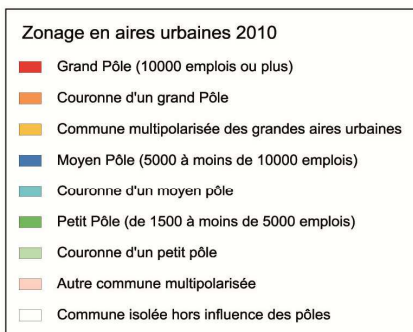 Zonage en aires urbaines 2010
Grand Pôle (10000 emplois ou plus)
Couronne d'un grand Pôle
Commune multipolarisée des grandes aires urbaines
Moyen Pôle (5000 à moins de 10000 emplois)
Couronne d'un moyen pôle
Petit Pôle (de 1500 à moins de 5000 emplois)
Couronne d'un petit pôle
Autre commune multipolarisée
Commune isolée hors influence des pôles